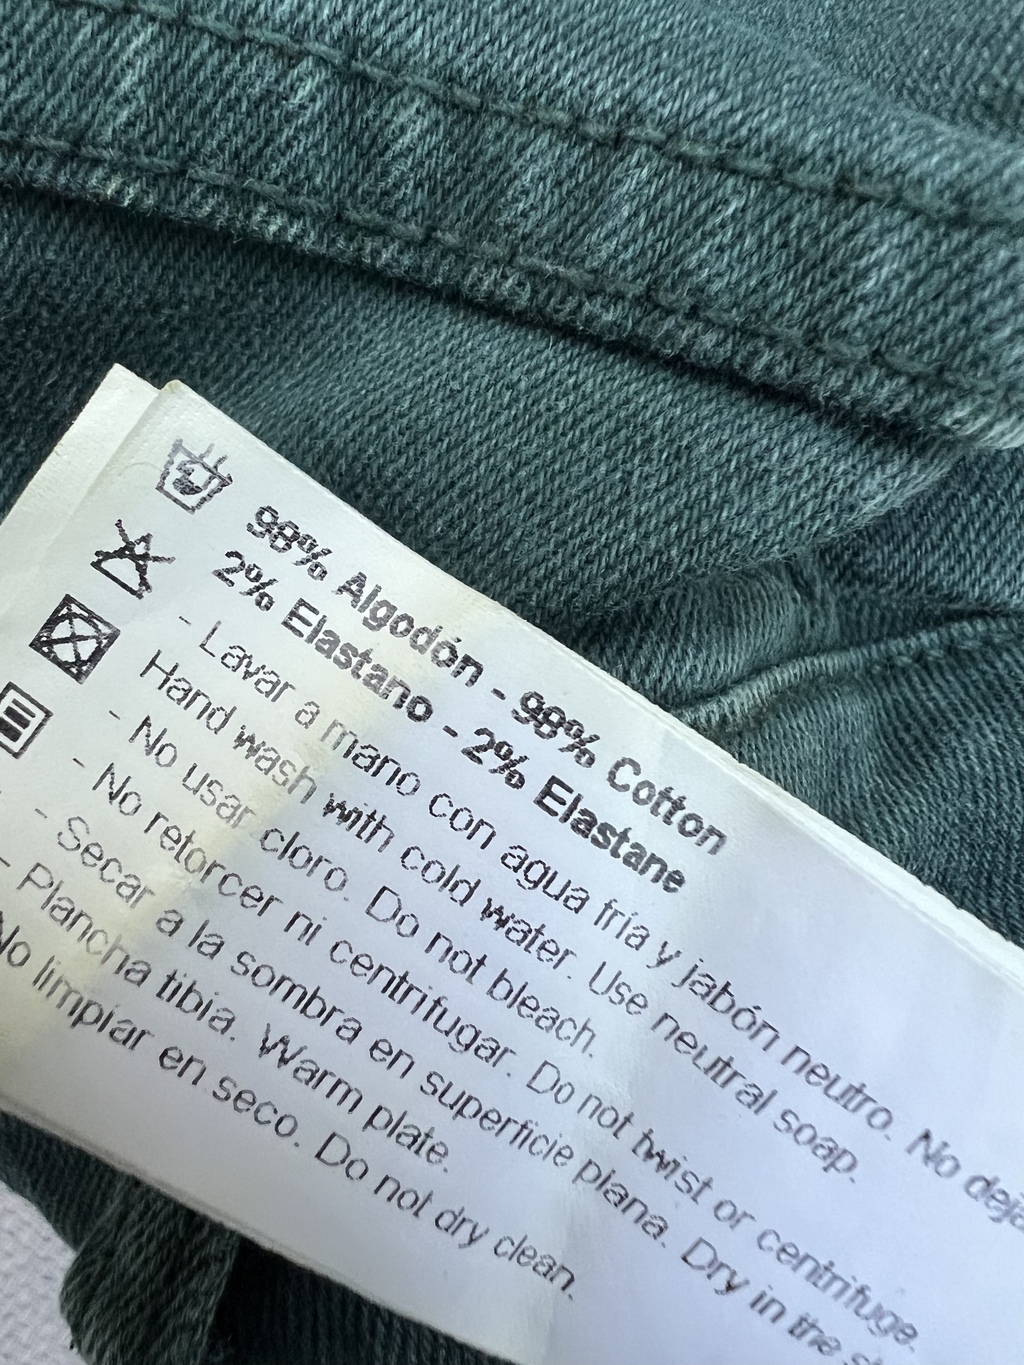 98% Algodón - 98% Cotton
2% Elastano - 2% Elastane
- Lavar a mano con agua fría y jabón neutro. No
Hand wash with cold water. Use neutral soap.
- No usar cloro. Do not bleach.
- No retorcer ni centrifugar. Do not twist or centrifuge.
- Secar a la sombra en superficie plana. Dry in the
- Plancha tibia. Warm plate.
No limpiar en seco. Do not dry clean.